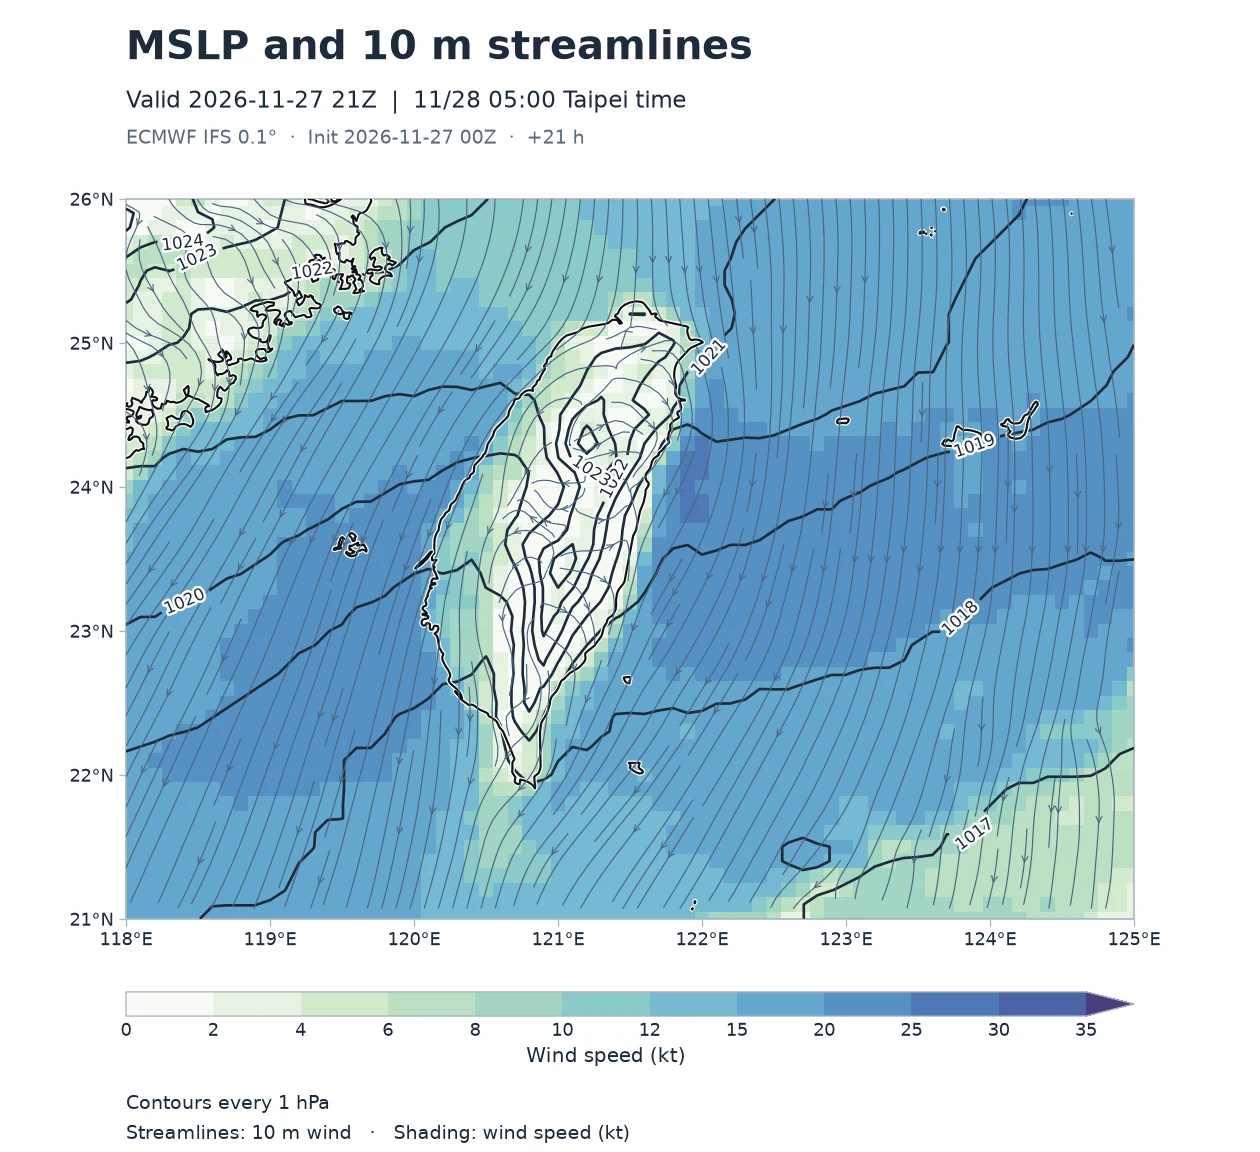 MSLP and 10 m streamlines
Valid 2026-11-27 21Z | 11/28 05:00 Taipei time
ECMWF IFS 0.1° · Init 2026-11-27 00Z · +21 h
26°N
25°N
24°N
23°N
22°N
21°N
1024
1023
1022
1021
1019
1023
1022
1020
1018
1017
118°E 119°E 120°E 121°E 122°E 123°E 124°E 125°E
0 2 4 6 8 10 12 15 20 25 30 35
Wind speed (kt)
Contours every 1 hPa
Streamlines: 10 m wind · Shading: wind speed (kt)